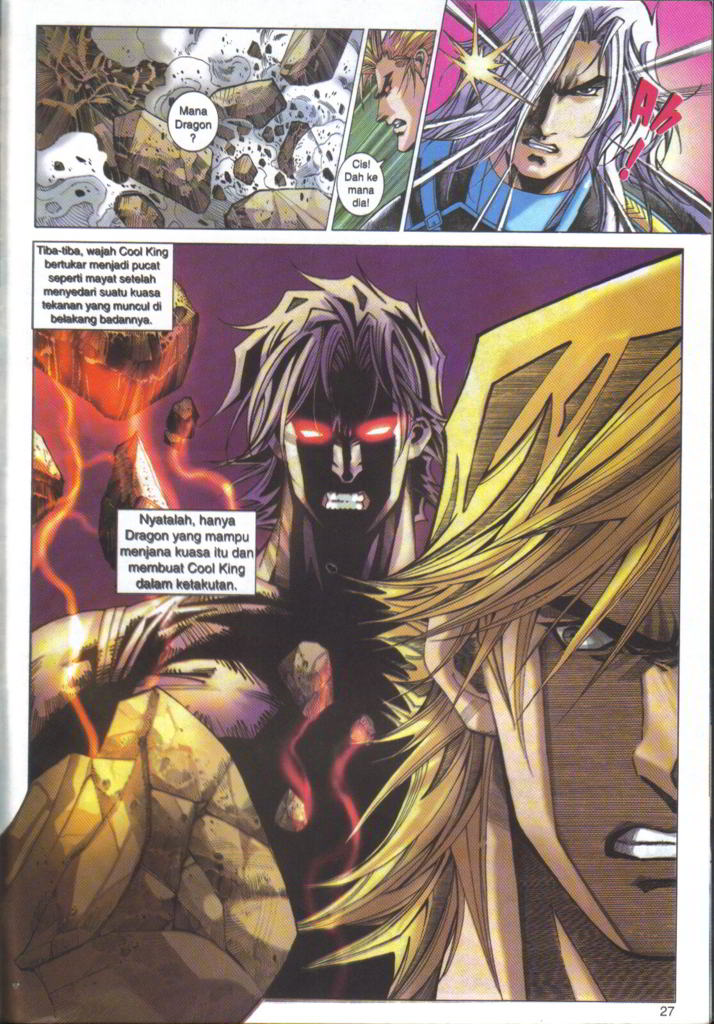 Mana
Dragon
?
Cis!
Dah ke
mana
dia!
Ah
!
Tiba-tiba, wajah Cool King
bertukar menjadi pucat
seperti mayat setelah
menyedari suatu kuasa
tekanan yang muncul di
belakang badannya.
Nyatalah, hanya
Dragon yang mampu
menjana kuasa itu dan
membuat Cool King
dalam ketakutan.
27